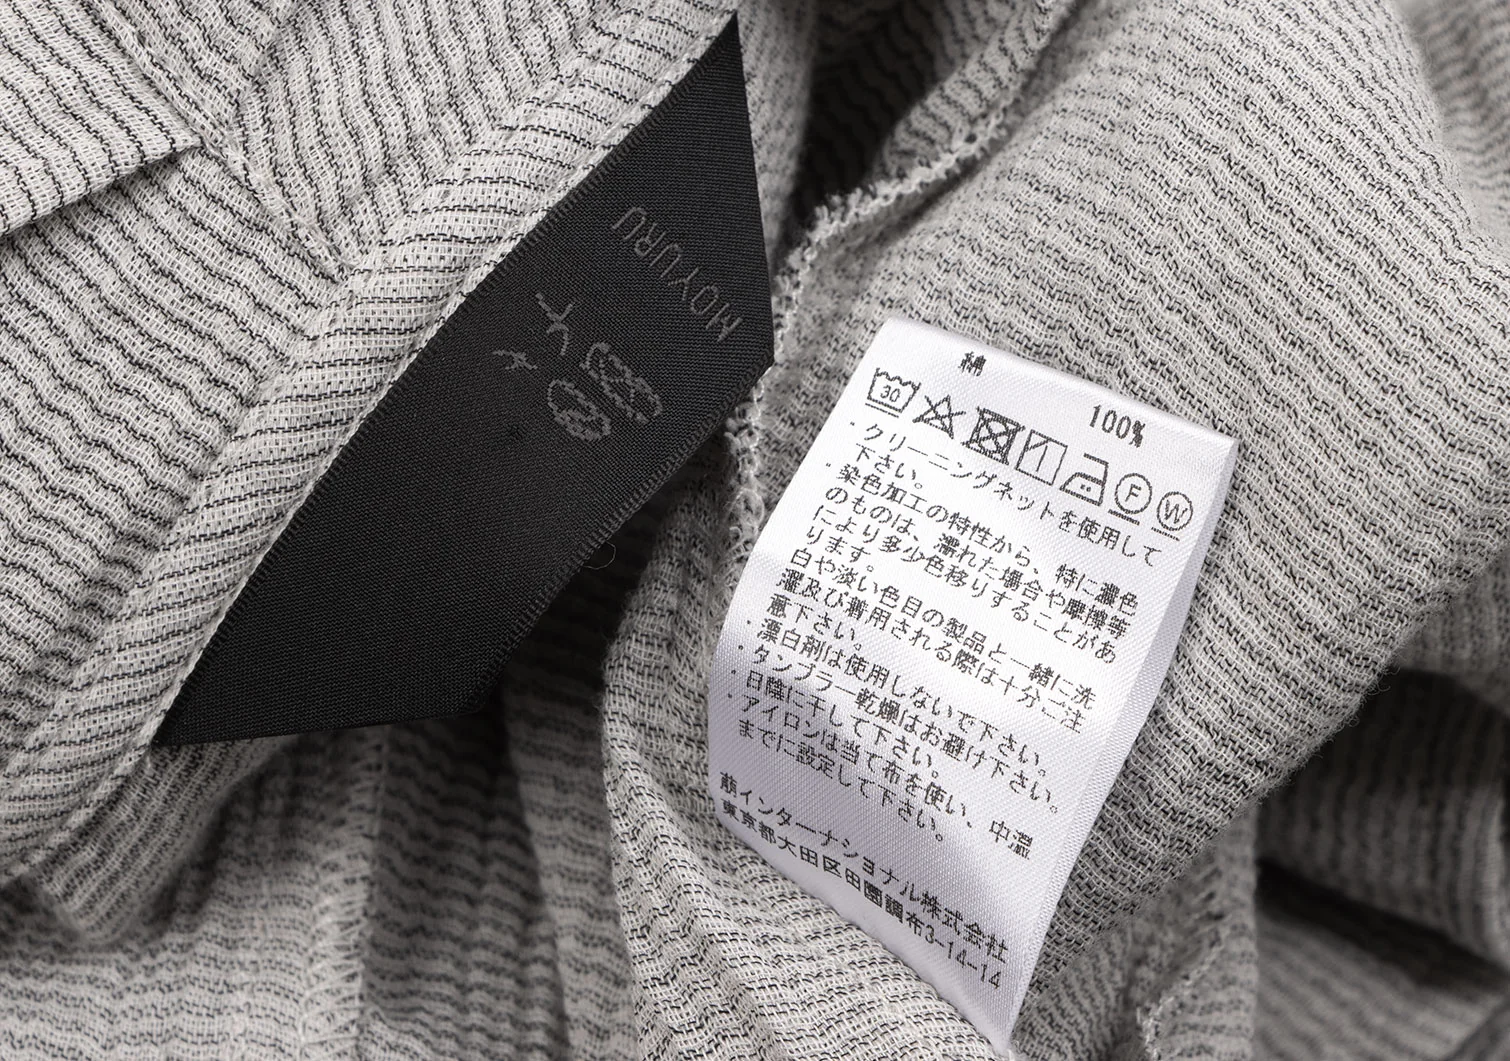 MOYURU
綿
100%
30
F
W
・クリーニングネットを使用して
下さい。
・染色加工の特性から、特に濃色
のものは、濡れた場合や摩擦等
により多少色移りすることがあ
ります。
白や淡い色目の製品と一緒に洗
濯及び着用される際は十分ご注
意下さい。
・漂白剤は使用しないで下さい。
・タンブラー乾燥はお避け下さい。
・日陰に干して下さい。
・アイロンは当て布を使い、中温
までに設定して下さい。
萌インターナショナル株式会社
東京都大田区田園調布3-14-14